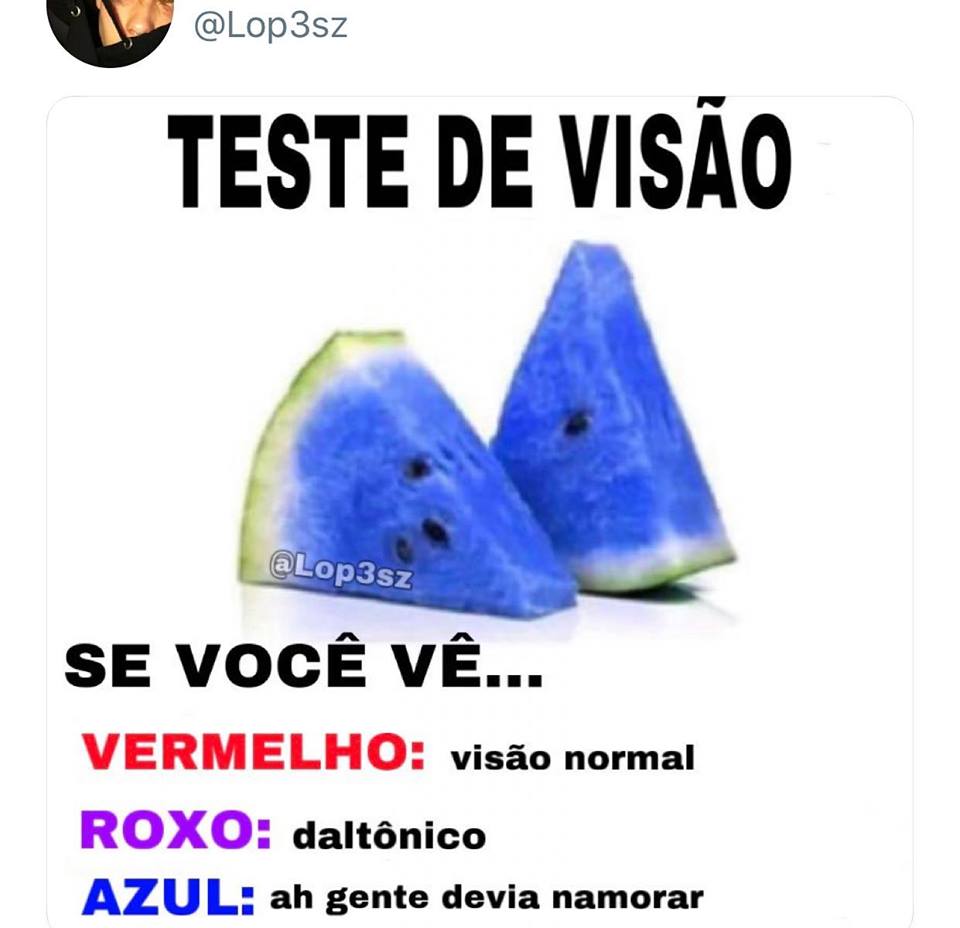 @Lop3sz
TESTE DE VISÃO
@Lop3sz
SE VOCÊ VÊ...
VERMELHO: visão normal
ROXO: daltônico
AZUL: ah gente devia namorar